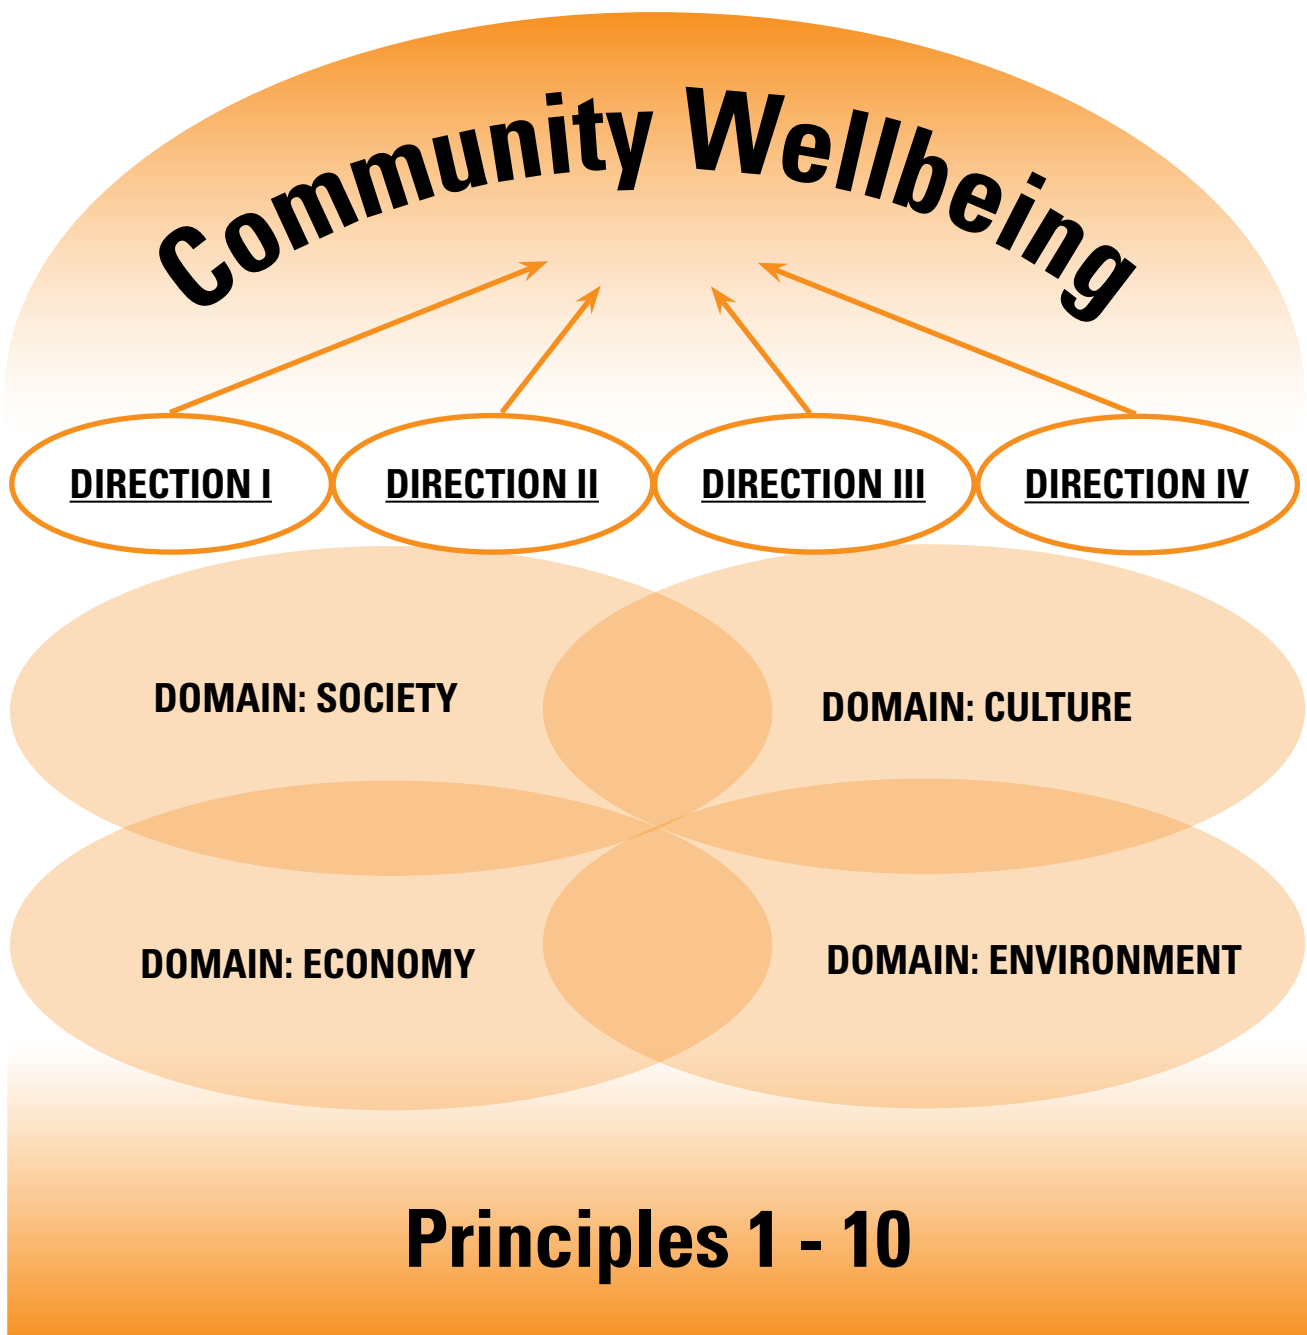 Community Wellbeing
DIRECTION I
DIRECTION II
DIRECTION III
DIRECTION IV
DOMAIN: SOCIETY
DOMAIN: CULTURE
DOMAIN: ECONOMY
DOMAIN: ENVIRONMENT
Principles 1 - 10